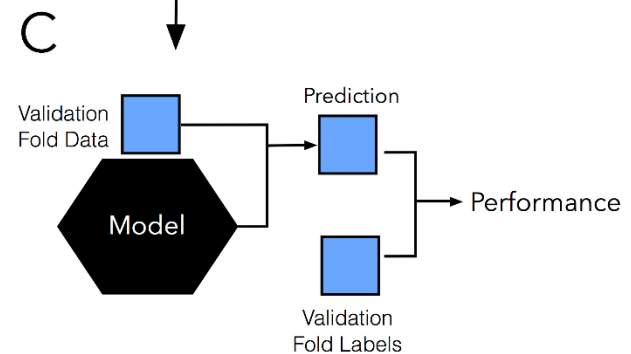 C
Validation
Fold Data
Prediction
Model
Performance
Validation
Fold Labels